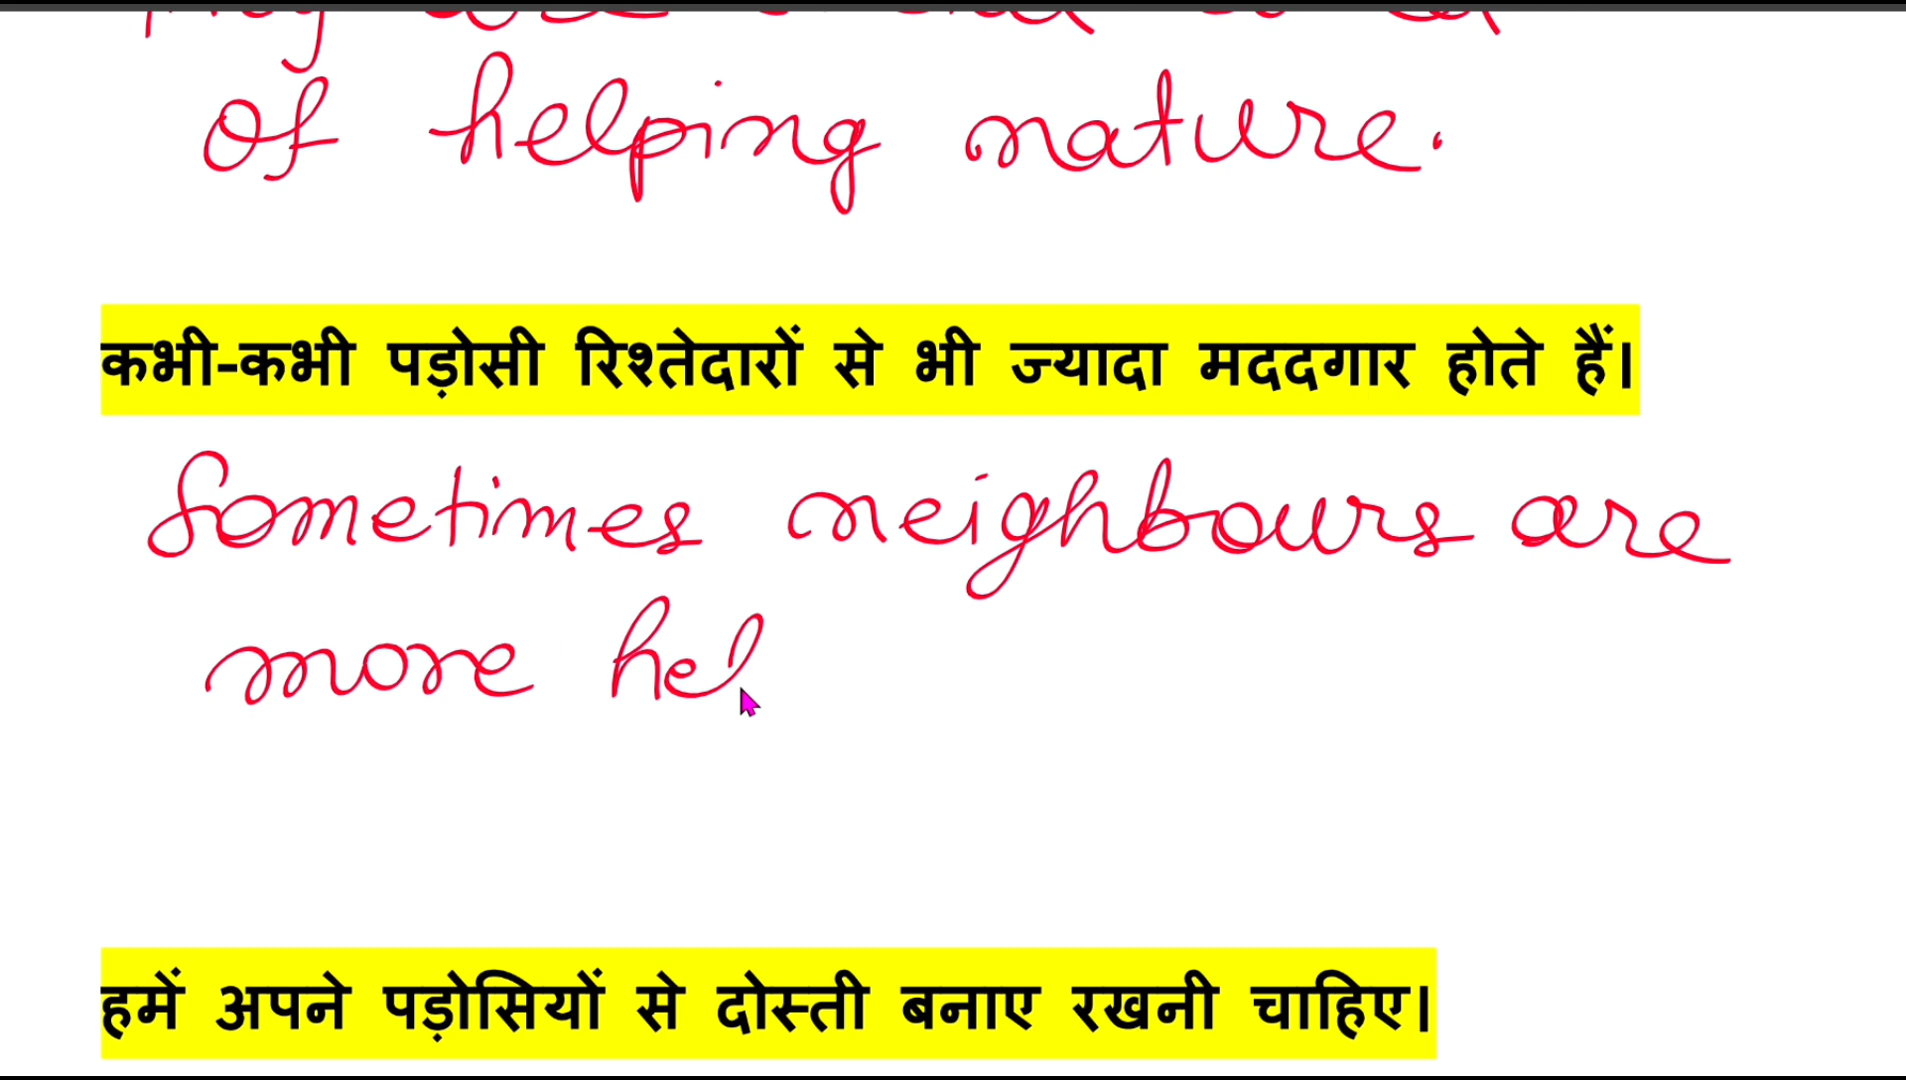 of helping nature.
कभी-कभी पड़ोसी रिश्तेदारों से भी ज्यादा मददगार होते हैं।
Sometimes neighbours are
more hel
हमें अपने पड़ोसियों से दोस्ती बनाए रखनी चाहिए।